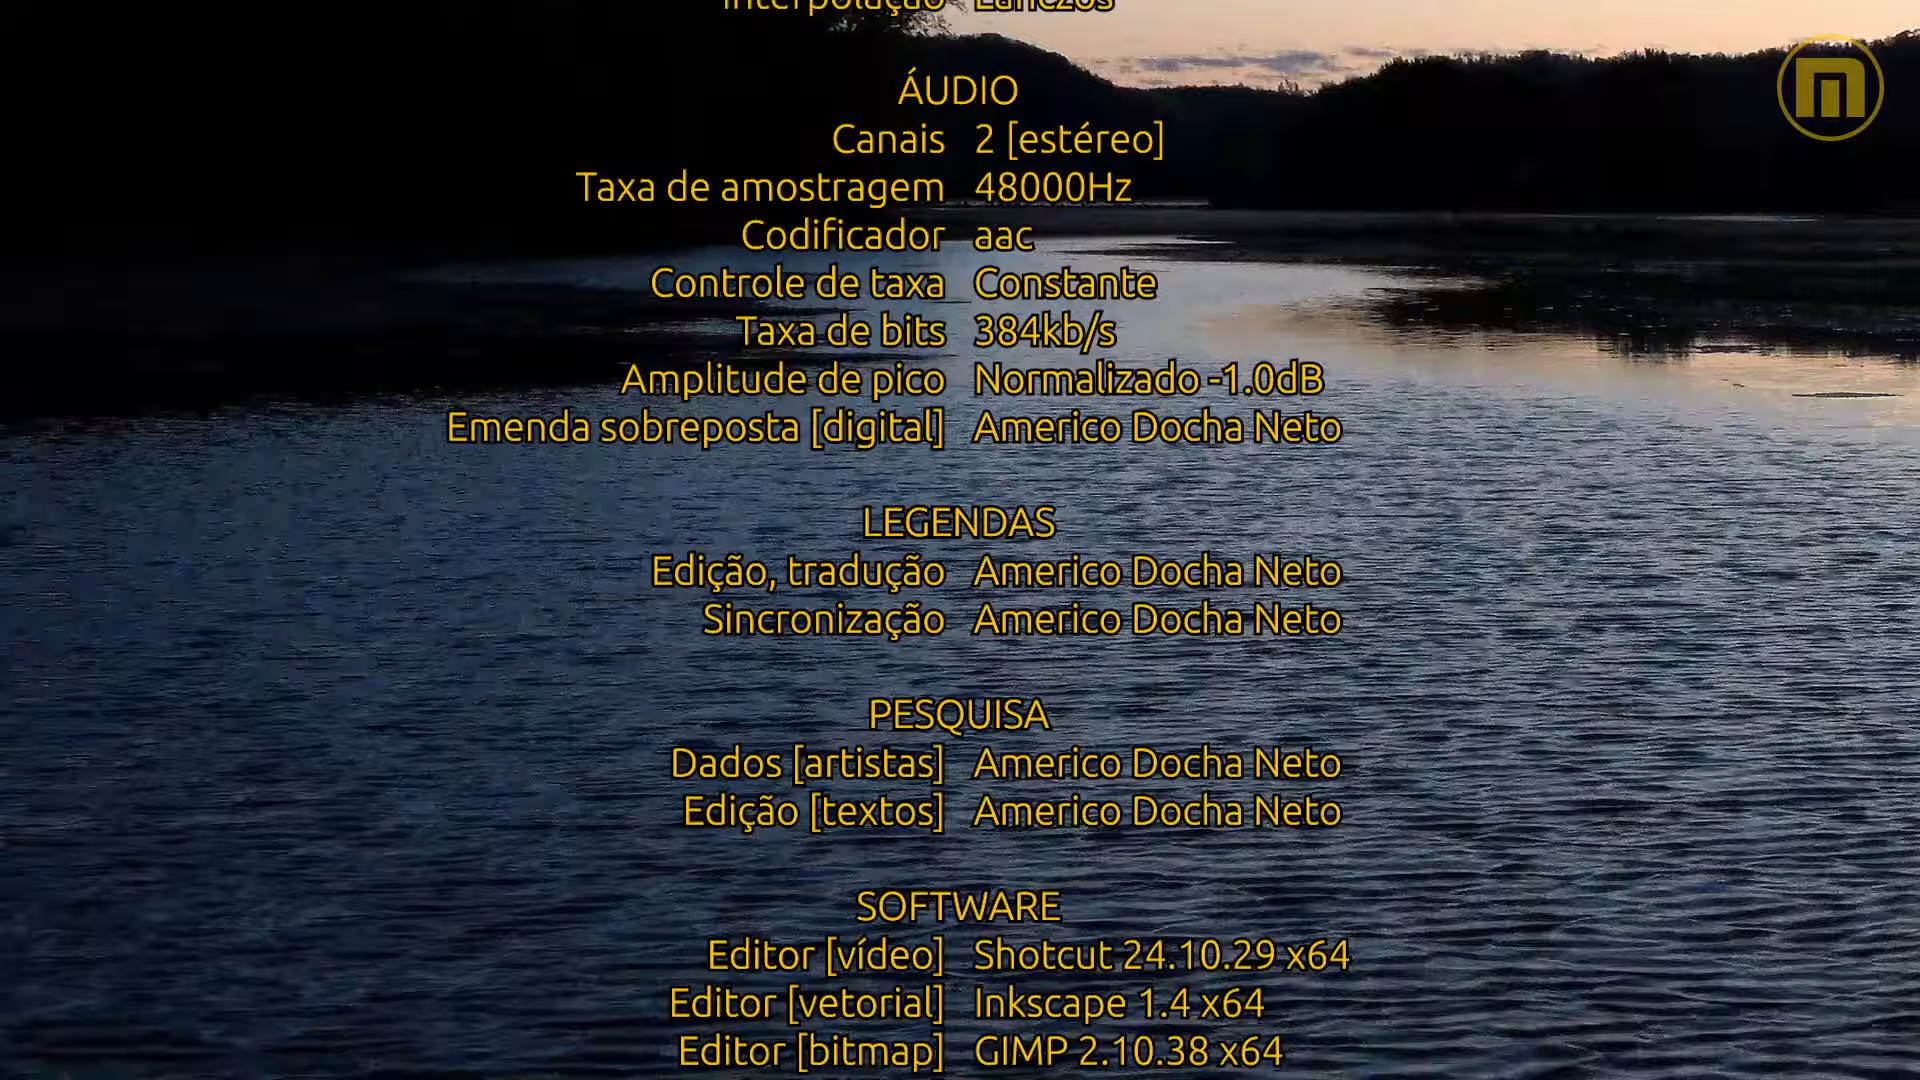 Interpolação Lanczos
ÁUDIO
Canais 2 [estéreo]
Taxa de amostragem 48000Hz
Codificador aac
Controle de taxa Constante
Taxa de bits 384kb/s
Amplitude de pico Normalizado -1.0dB
Emenda sobreposta [digital] Americo Docha Neto
LEGENDAS
Edição, tradução Americo Docha Neto
Sincronização Americo Docha Neto
PESQUISA
Dados [artistas] Americo Docha Neto
Edição [textos] Americo Docha Neto
SOFTWARE
Editor [vídeo] Shotcut 24.10.29 x64
Editor [vetorial] Inkscape 1.4 x64
Editor [bitmap] GIMP 2.10.38 x64